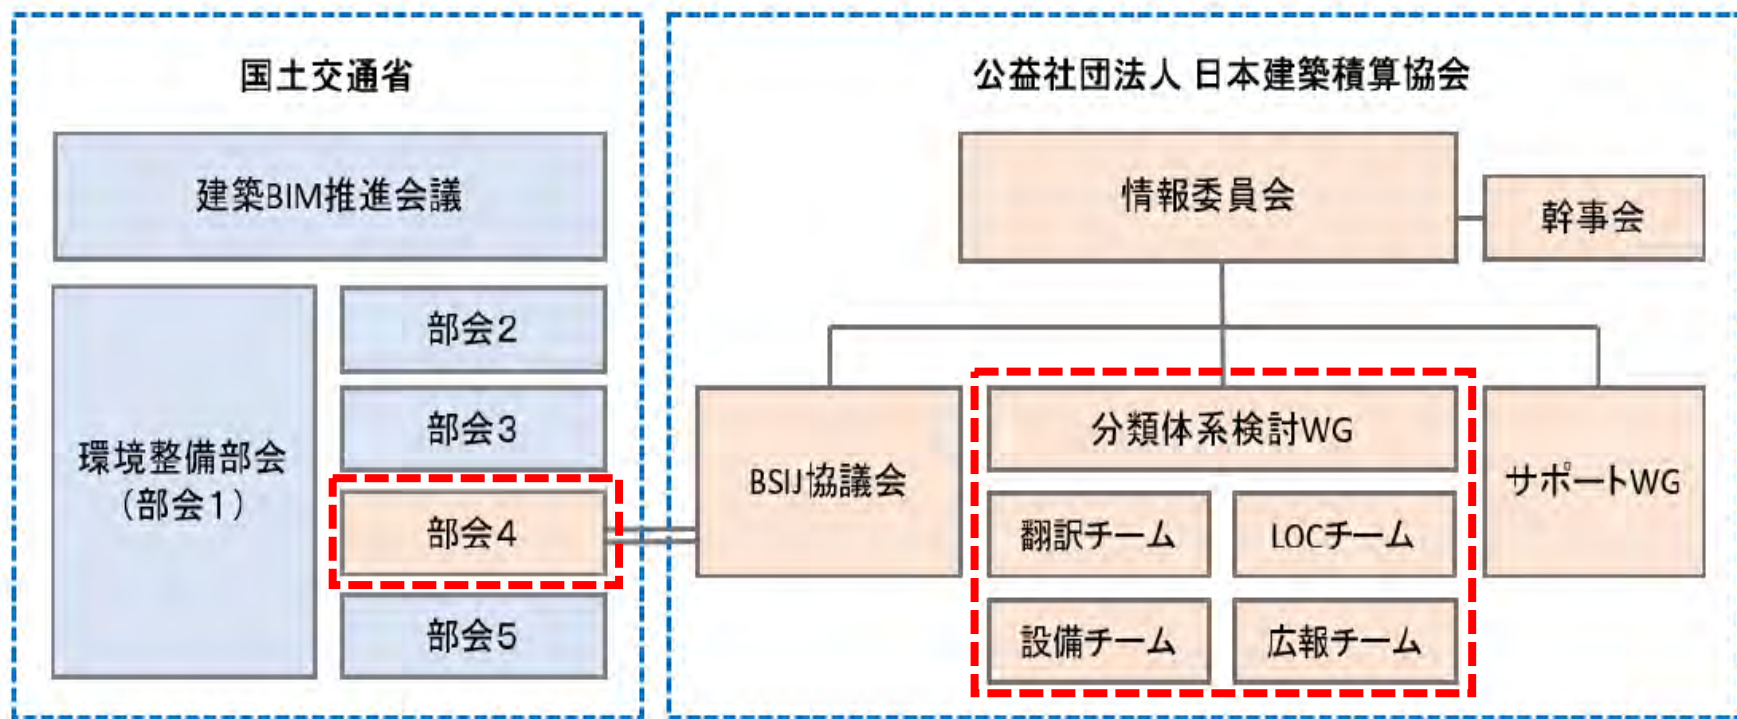 国土交通省
建築BIM推進会議
環境整備部会
（部会１）
部会２
部会３
部会４
部会５
公益社団法人 日本建築積算協会
情報委員会
幹事会
BSIJ協議会
分類体系検討WG
翻訳チーム
LOCチーム
設備チーム
広報チーム
サポートWG